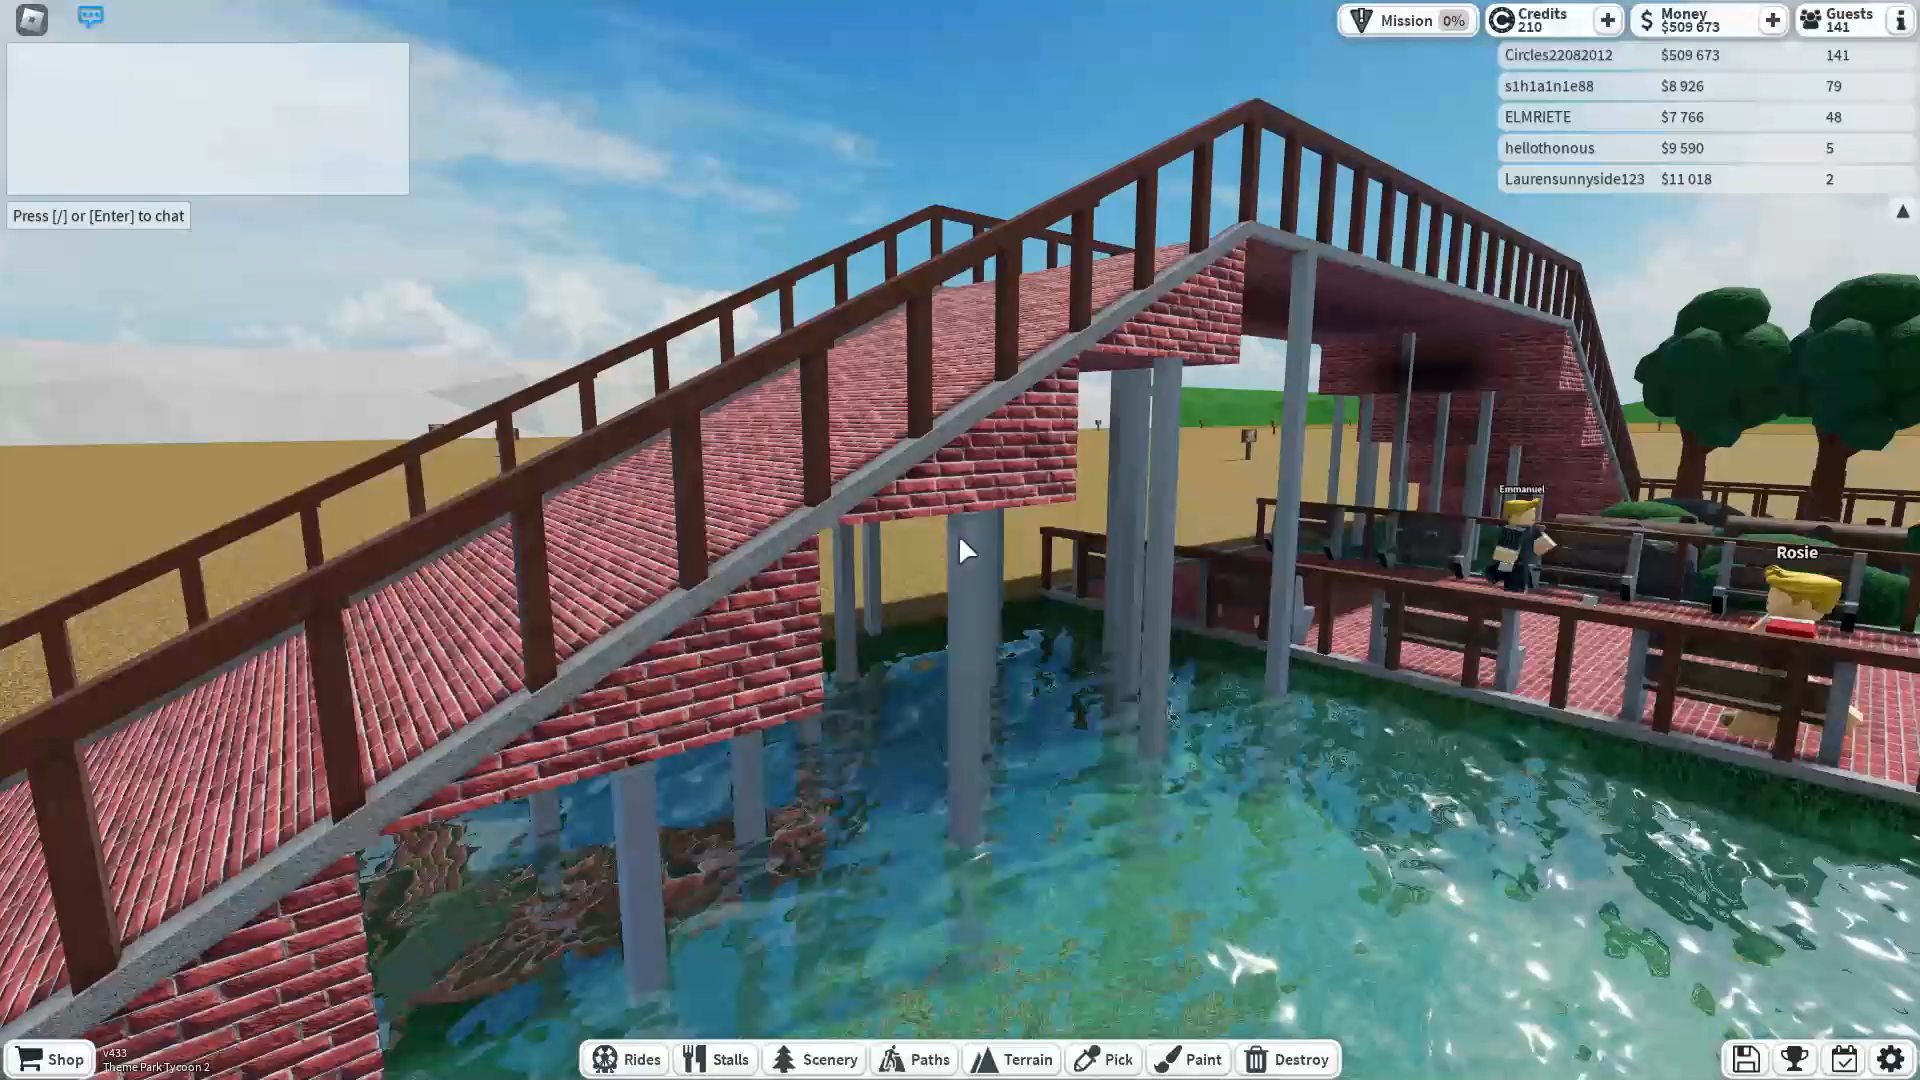 Mission 0%
Credits
210
Money
$509 673
Guests
141
Circles22082012 $509 673 141
s1h1a1n1e88 $8 926 79
ELMRIETE $7 766 48
hellothonous $9 590 5
Laurensunnyside123 $11 018 2
Press [/] or [Enter] to chat
Emmanuel
Rosie
Shop
v433
Theme Park Tycoon 2
Rides
Stalls
Scenery
Paths
Terrain
Pick
Paint
Destroy